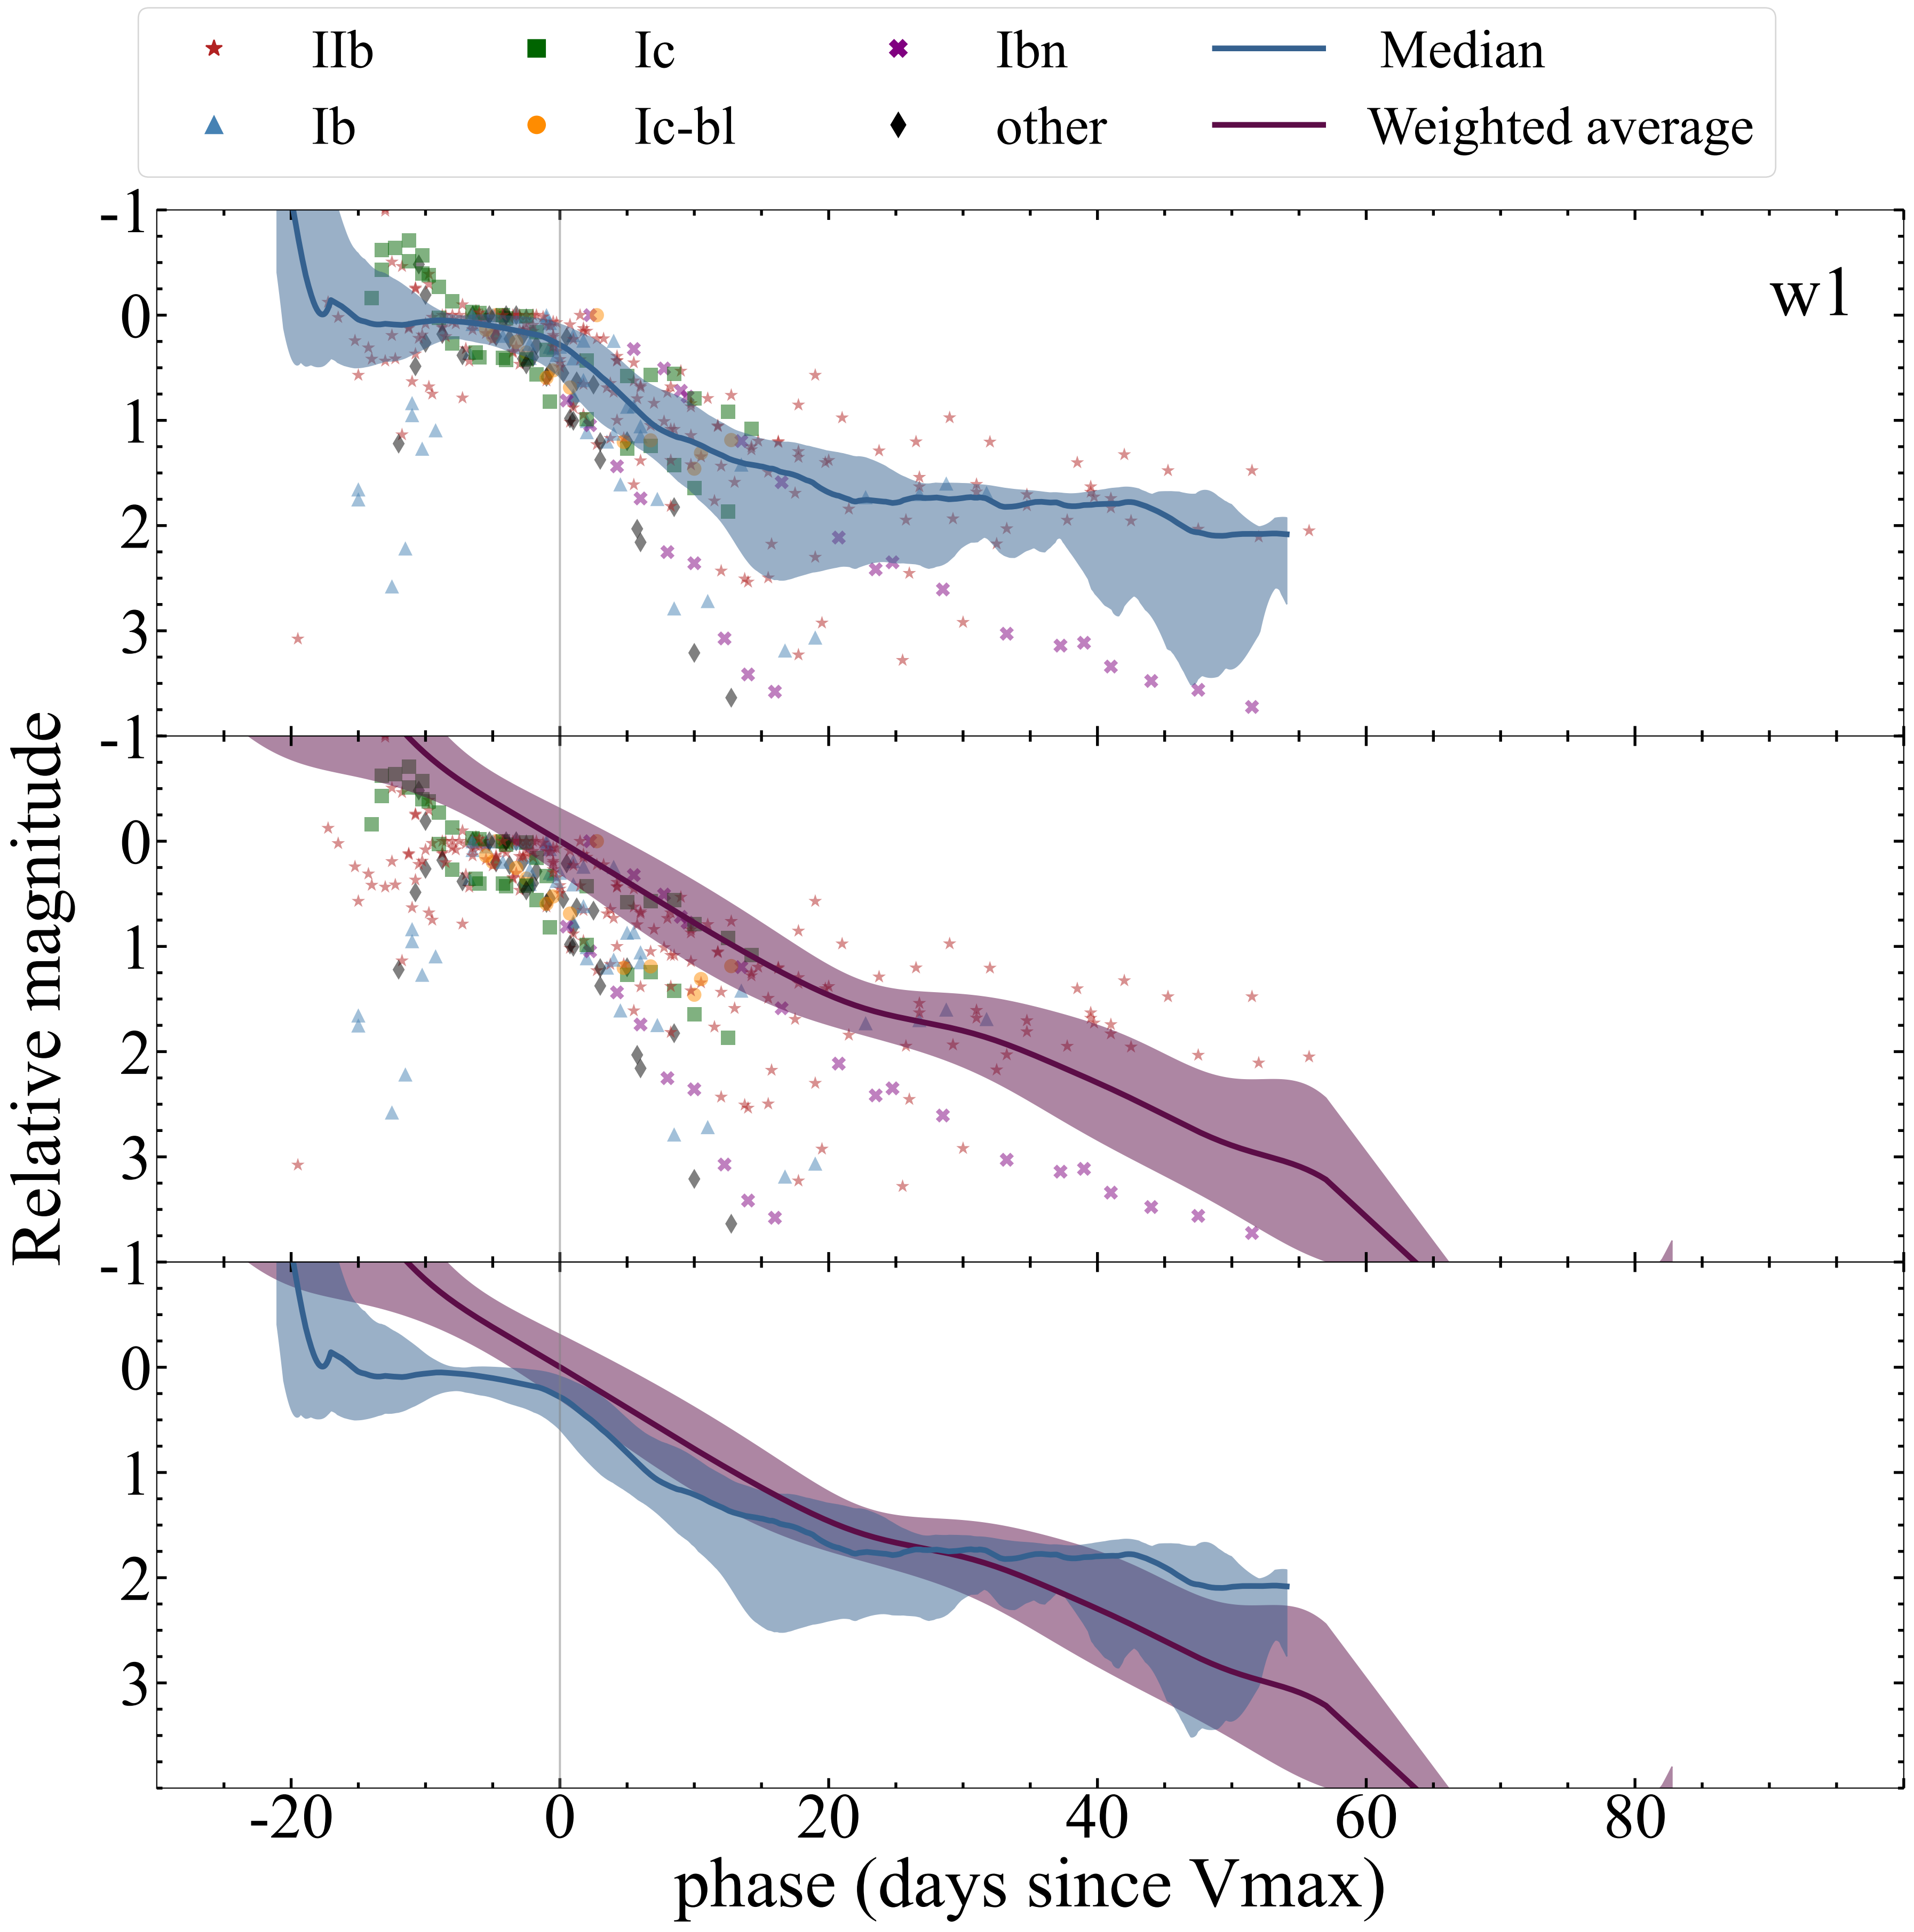 IIb Ic Ibn Median
Ib Ic-bl other Weighted average
w1
-1
0
1
2
3
-1
0
1
2
3
-1
0
1
2
3
Relative magnitude
-20 0 20 40 60 80
phase (days since Vmax)